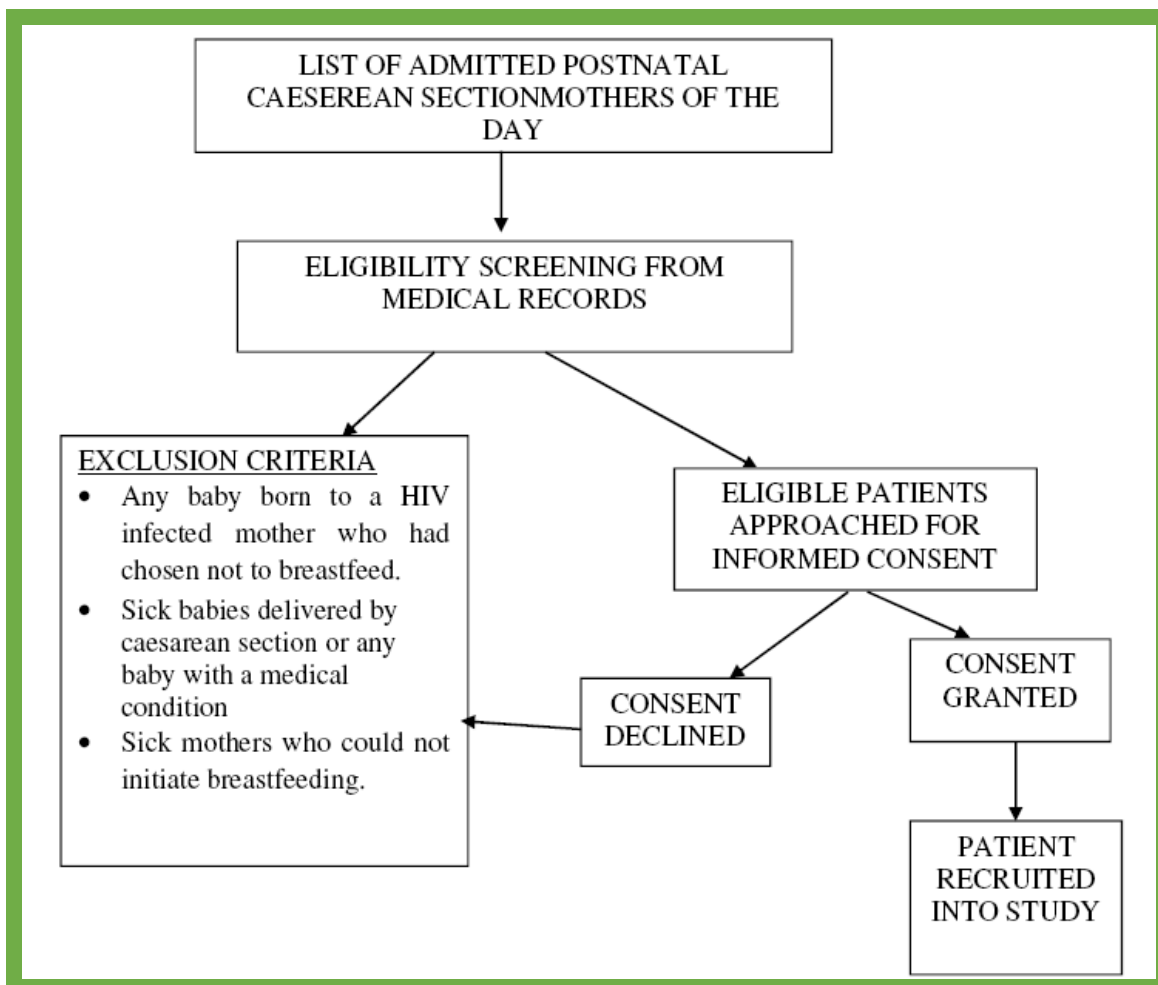 LIST OF ADMITTED POSTNATAL
CAESEREAN SECTIONMOTHERS OF THE
DAY
ELIGIBILITY SCREENING FROM
MEDICAL RECORDS
EXCLUSION CRITERIA
• Any baby born to a HIV
infected mother who had
chosen not to breastfeed.
• Sick babies delivered by
caesarean section or any
baby with a medical
condition
• Sick mothers who could not
initiate breastfeeding.
ELIGIBLE PATIENTS
APPROACHED FOR
INFORMED CONSENT
CONSENT
DECLINED
CONSENT
GRANTED
PATIENT
RECRUITED
INTO STUDY